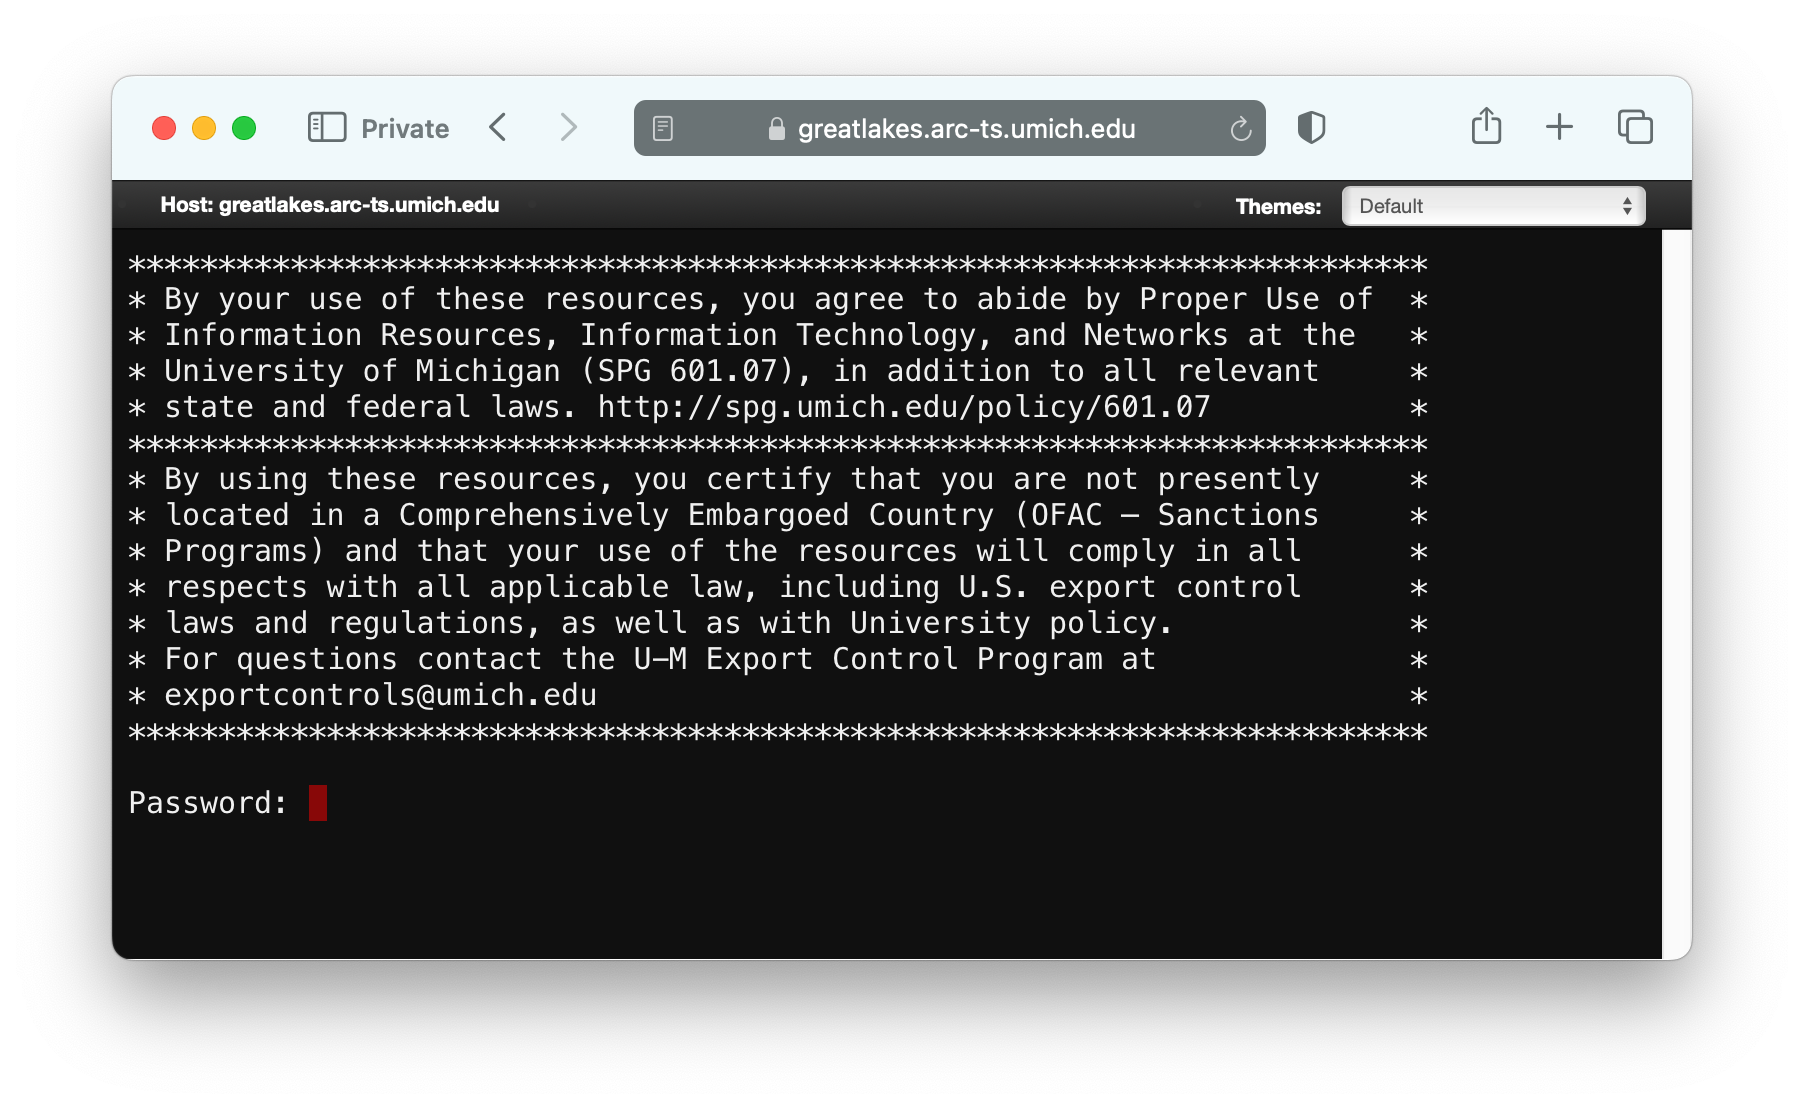 Private
greatlakes.arc-ts.umich.edu
Host: greatlakes.arc-ts.umich.edu
Themes: Default
************************************************************************
* By your use of these resources, you agree to abide by Proper Use of  *
* Information Resources, Information Technology, and Networks at the   *
* University of Michigan (SPG 601.07), in addition to all relevant     *
* state and federal laws. http://spg.umich.edu/policy/601.07           *
************************************************************************
* By using these resources, you certify that you are not presently     *
* located in a Comprehensively Embargoed Country (OFAC – Sanctions     *
* Programs) and that your use of the resources will comply in all      *
* respects with all applicable law, including U.S. export control      *
* laws and regulations, as well as with University policy.             *
* For questions contact the U-M Export Control Program at              *
* exportcontrols@umich.edu                                             *
************************************************************************
Password: